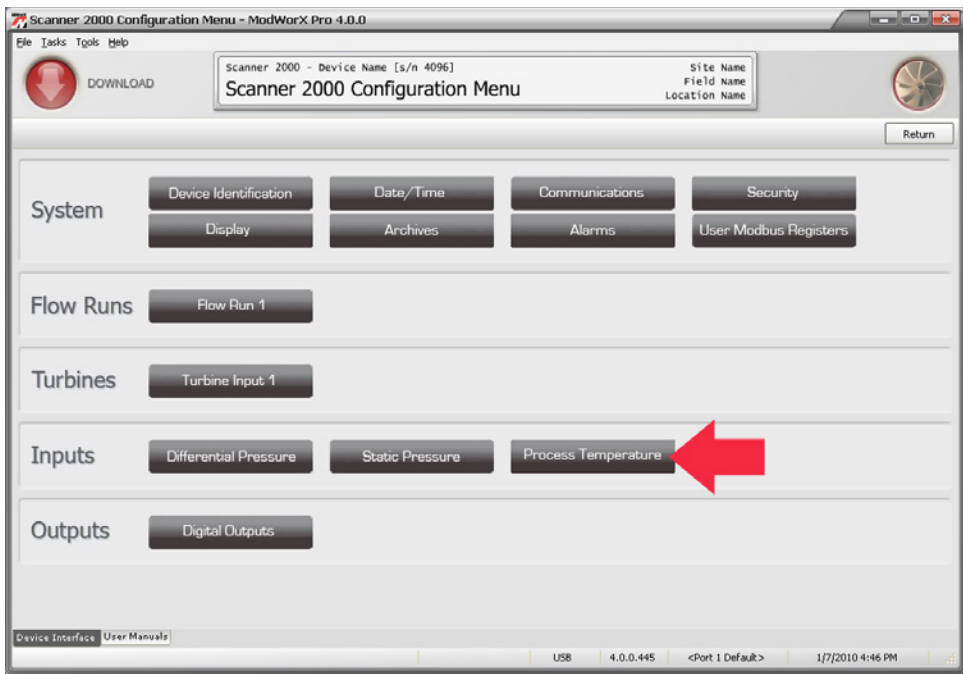 Scanner 2000 Configuration Menu - ModWorX Pro 4.0.0
File Tasks Tools Help
DOWNLOAD
Scanner 2000 - Device Name [s/n 4096]
Scanner 2000 Configuration Menu
Site Name
Field Name
Location Name
Return
System
Device Identification Date/Time Communications Security
Display Archives Alarms User Modbus Registers
Flow Runs
Flow Run 1
Turbines
Turbine Input 1
Inputs
Differential Pressure Static Pressure Process Temperature
Outputs
Digital Outputs
Device Interface User Manuals
USB 4.0.0.445 <Port 1 Default> 1/7/2010 4:46 PM